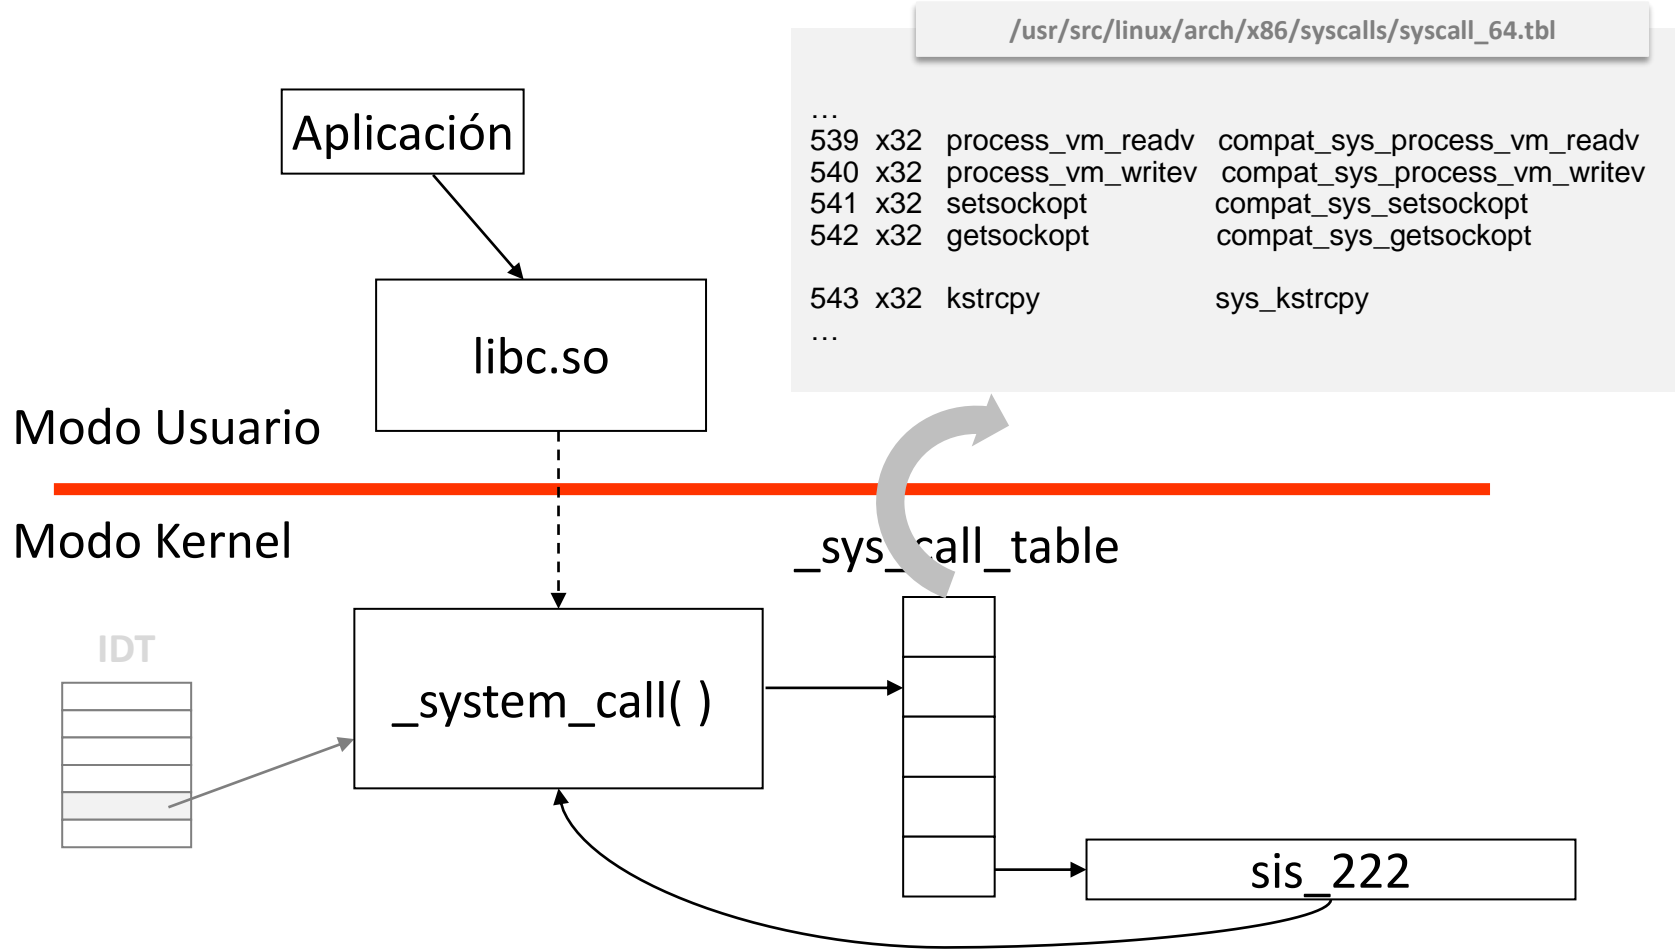 /usr/src/linux/arch/x86/syscalls/syscall_64.tbl
…
539 x32 process_vm_readv compat_sys_process_vm_readv
540 x32 process_vm_writev compat_sys_process_vm_writev
541 x32 setsockopt compat_sys_setsockopt
542 x32 getsockopt compat_sys_getsockopt
543 x32 kstrcpy sys_kstrcpy
…
Aplicación
libc.so
Modo Usuario
Modo Kernel
_sys_call_table
IDT
_system_call( )
sis_222